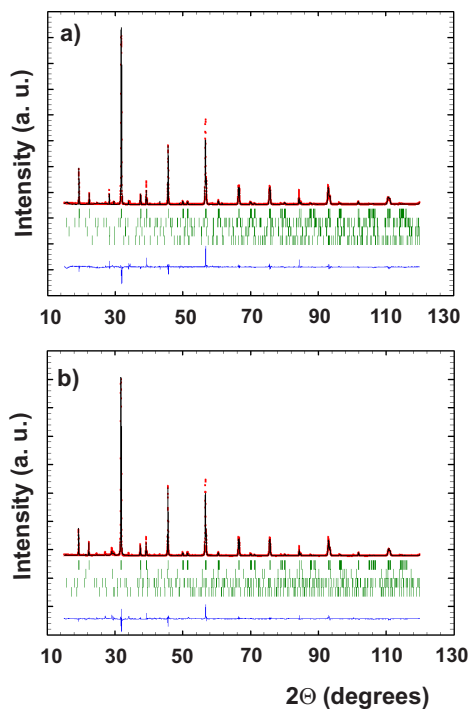 a)
Intensity (a. u.)
10 30 50 70 90 110 130
b)
Intensity (a. u.)
10 30 50 70 90 110 130
2Θ (degrees)